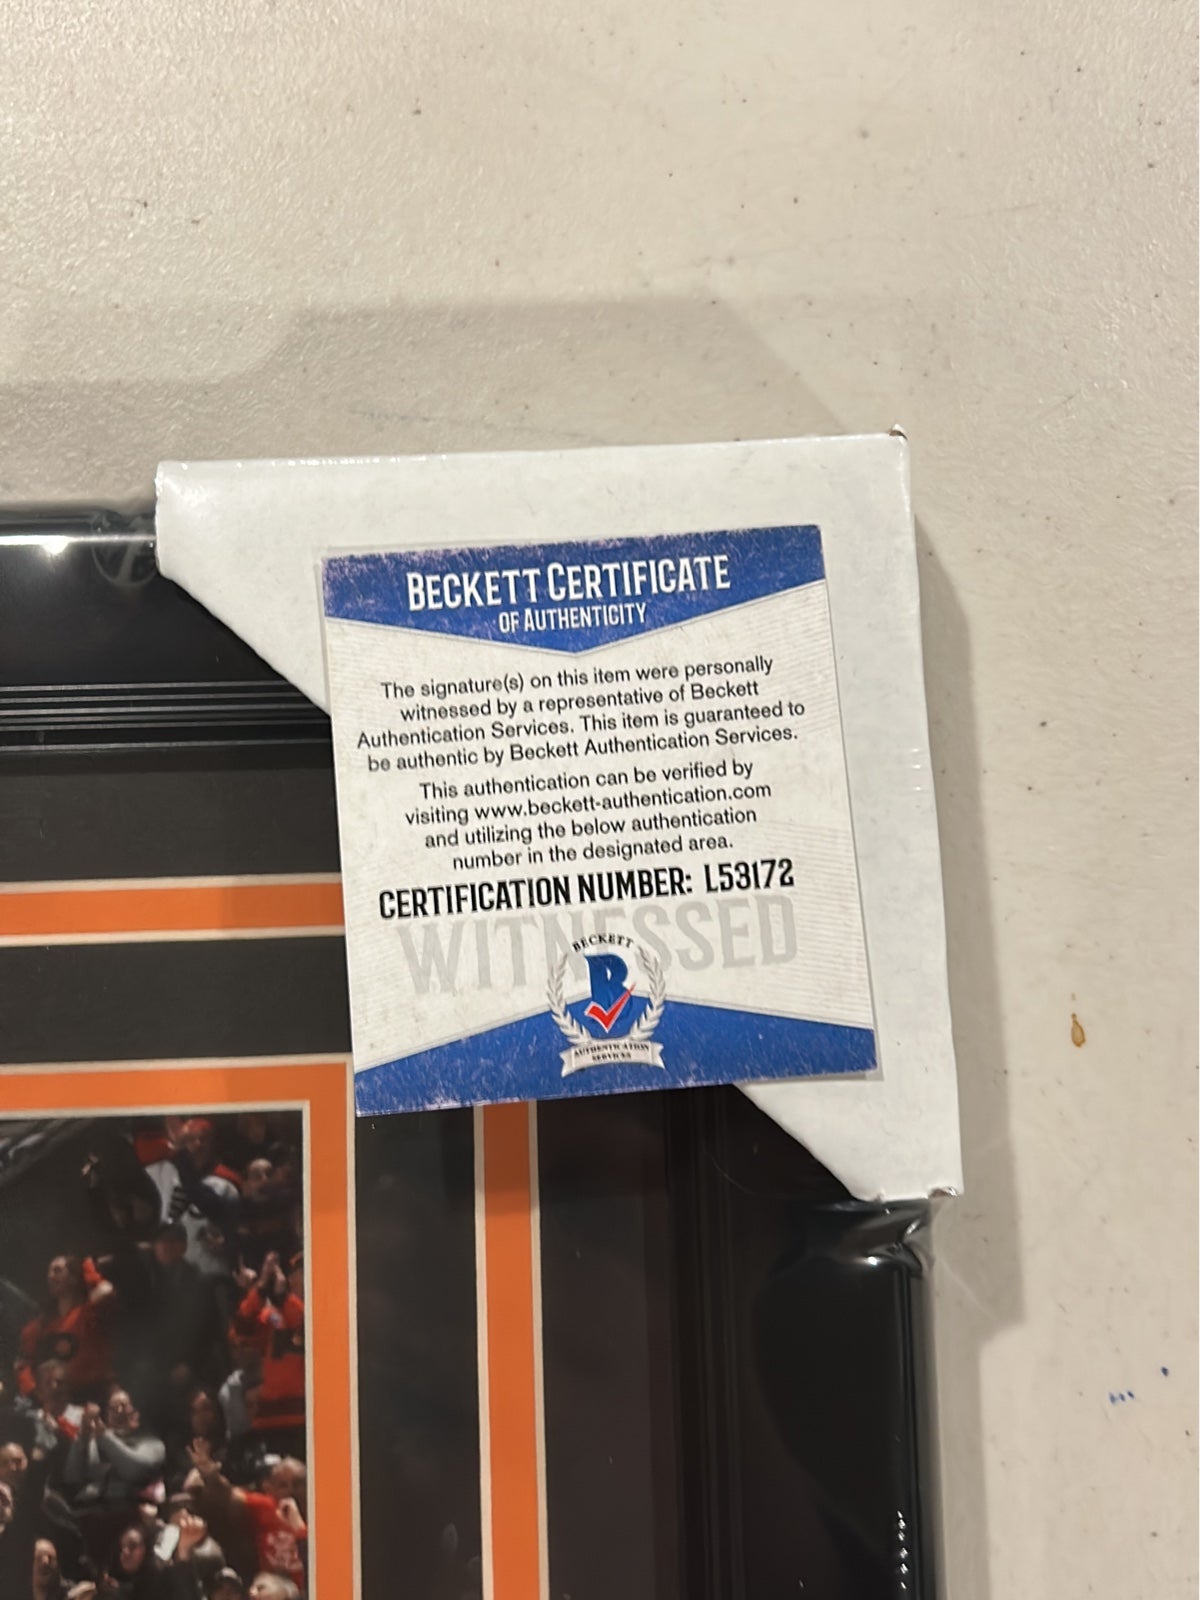 BECKETT CERTIFICATE
OF AUTHENTICITY
The signature(s) on this item were personally
witnessed by a representative of Beckett
Authentication Services. This item is guaranteed to
be authentic by Beckett Authentication Services.
This authentication can be verified by
visiting www.beckett-authentication.com
and utilizing the below authentication
number in the designated area.
CERTIFICATION NUMBER: L53172
WITNESSED
BECKETT
B
AUTHENTICATION
SERVICES